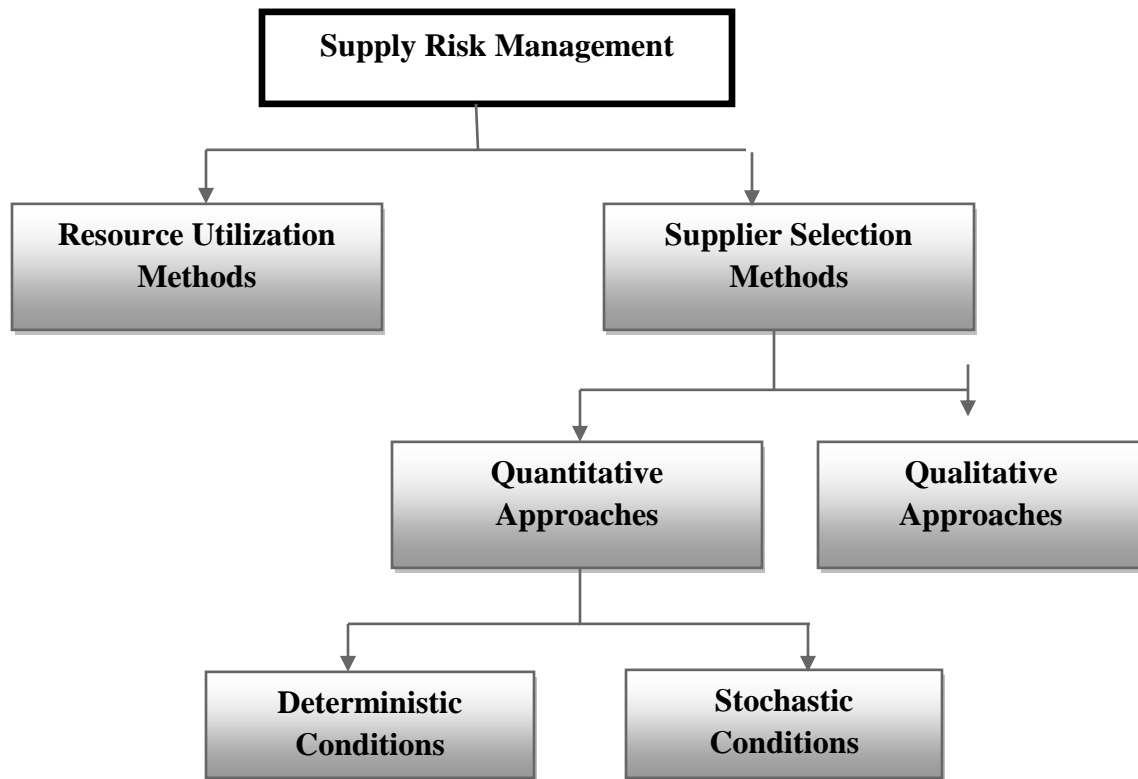 Supply Risk Management
Resource Utilization
Methods
Supplier Selection
Methods
Quantitative
Approaches
Qualitative
Approaches
Deterministic
Conditions
Stochastic
Conditions